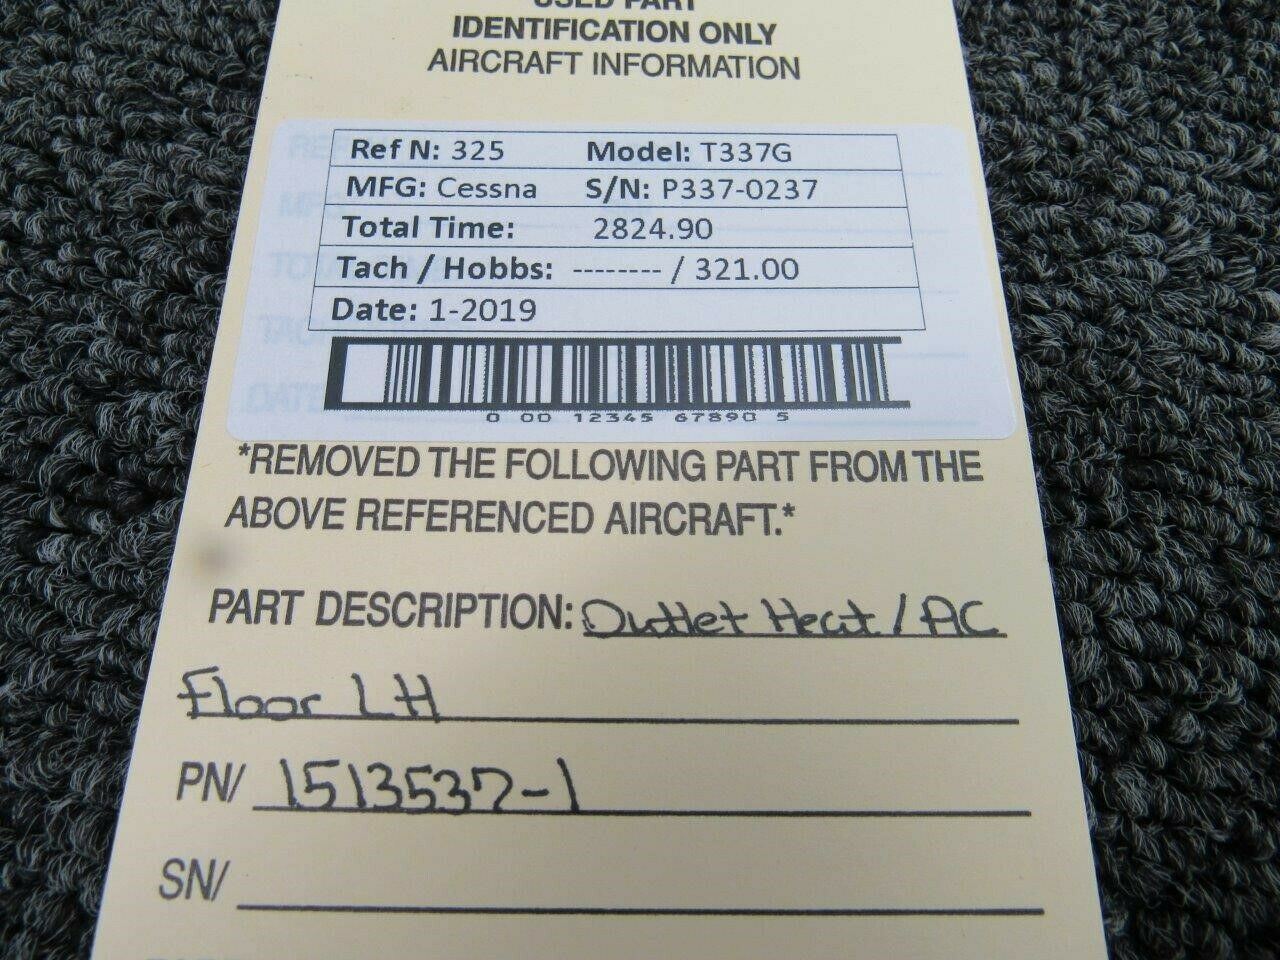 USED PART
IDENTIFICATION ONLY
AIRCRAFT INFORMATION
Ref N: 325 Model: T337G
MFG: Cessna S/N: P337-0237
Total Time: 2824.90
Tach / Hobbs: -------- / 321.00
Date: 1-2019
0 00 12345 67890 5
*REMOVED THE FOLLOWING PART FROM THE
ABOVE REFERENCED AIRCRAFT.*
PART DESCRIPTION: Outlet Heat / AC
Floor LH
PN/ 1513537-1
SN/